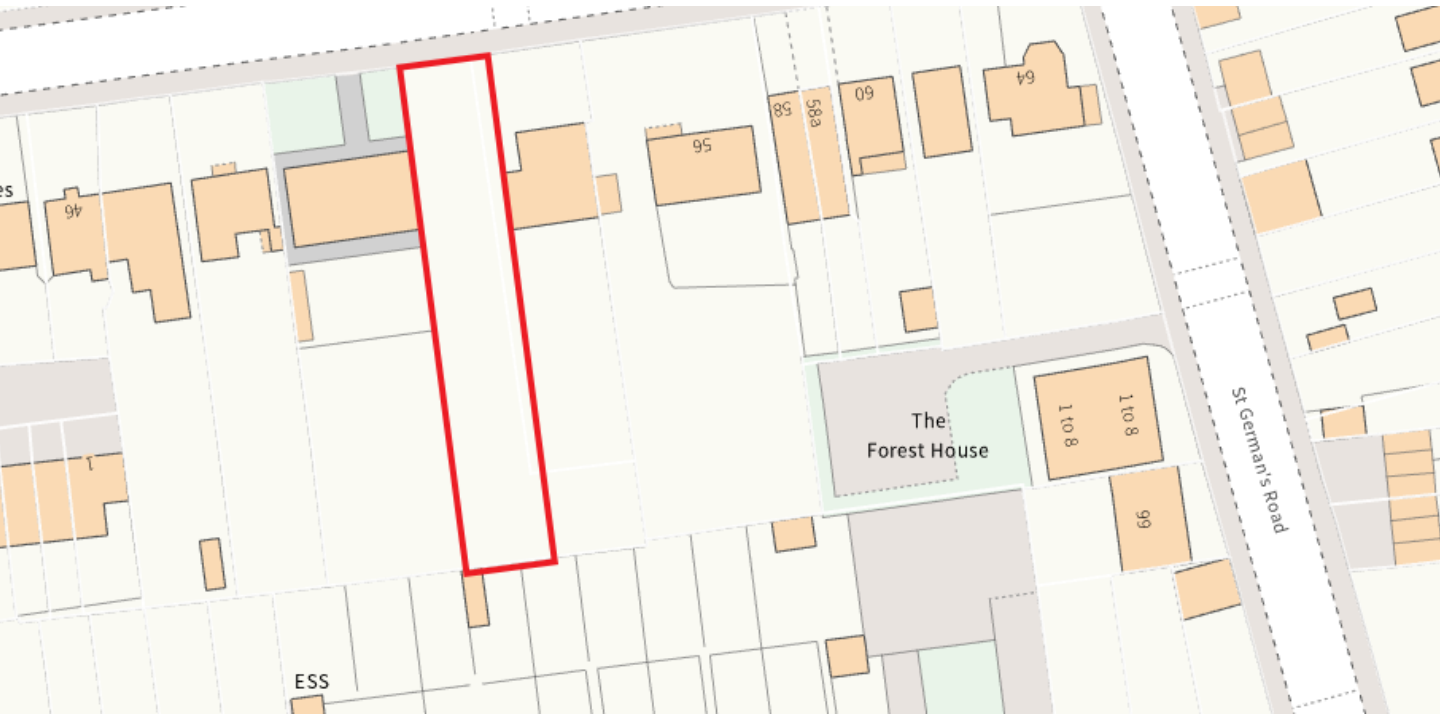 es
46
56
58
58a
60
64
1
The
Forest House
1 to 8
1 to 8
99
St German's Road
ESS